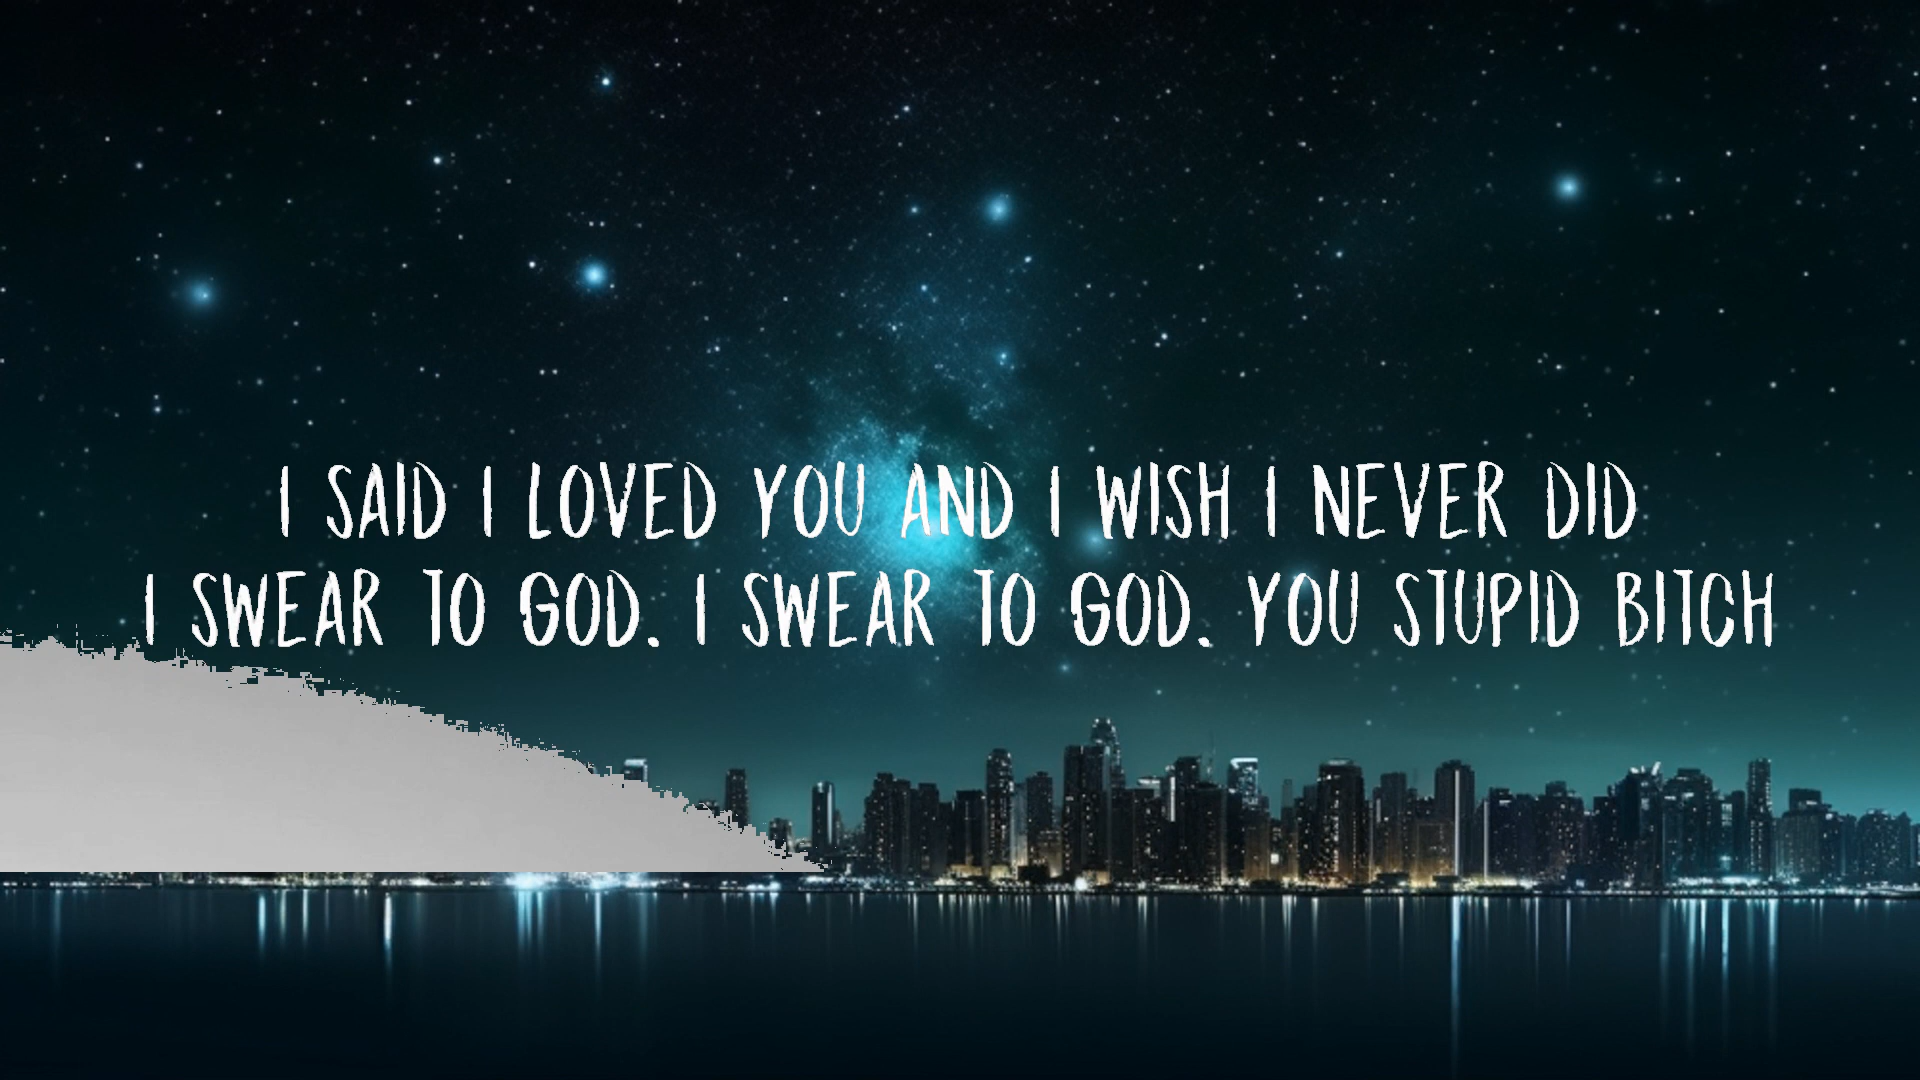 I SAID I LOVED YOU AND I WISH I NEVER DID
I SWEAR TO GOD. I SWEAR TO GOD. YOU STUPID BITCH